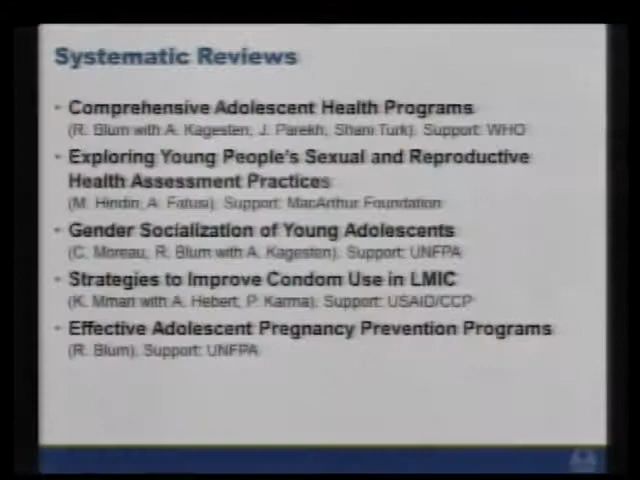 Systematic Reviews
- Comprehensive Adolescent Health Programs
(R. Blum with A. Kagesten, J. Parekh, Shani Turk). Support: WHO
- Exploring Young People's Sexual and Reproductive
Health Assessment Practices
(M. Hindin, A. Fatusi). Support: MacArthur Foundation
- Gender Socialization of Young Adolescents
(C. Moreau, R. Blum with A. Kagesten). Support: UNFPA
- Strategies to Improve Condom Use in LMIC
(K. Mmari with A. Hebert, P. Karma). Support: USAID/CCP
- Effective Adolescent Pregnancy Prevention Programs
(R. Blum). Support: UNFPA